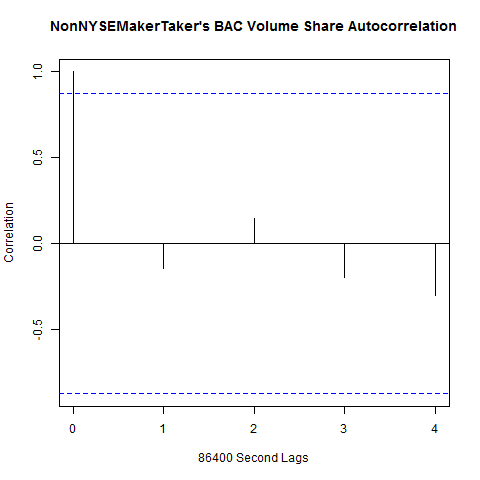 NonNYSEMakerTaker's BAC Volume Share Autocorrelation
1.0
0.5
0.0
-0.5
Correlation
0 1 2 3 4
86400 Second Lags